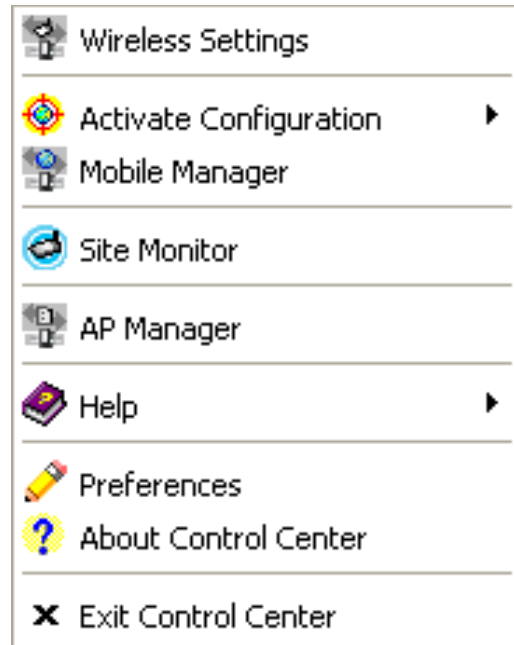 Wireless Settings
Activate Configuration
Mobile Manager
Site Monitor
AP Manager
Help
Preferences
About Control Center
Exit Control Center